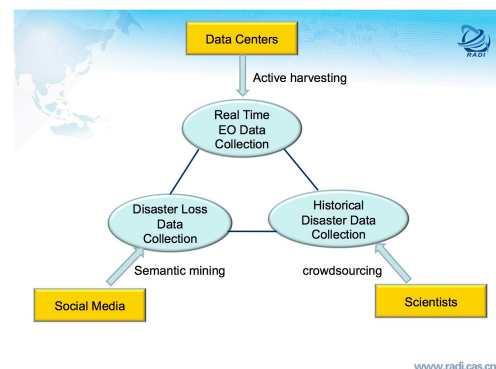 Data Centers
RADI
Active harvesting
Real Time
EO Data
Collection
Disaster Loss
Data
Collection
Historical
Disaster Data
Collection
Semantic mining
crowdsourcing
Social Media
Scientists
www.radi.cas.cn